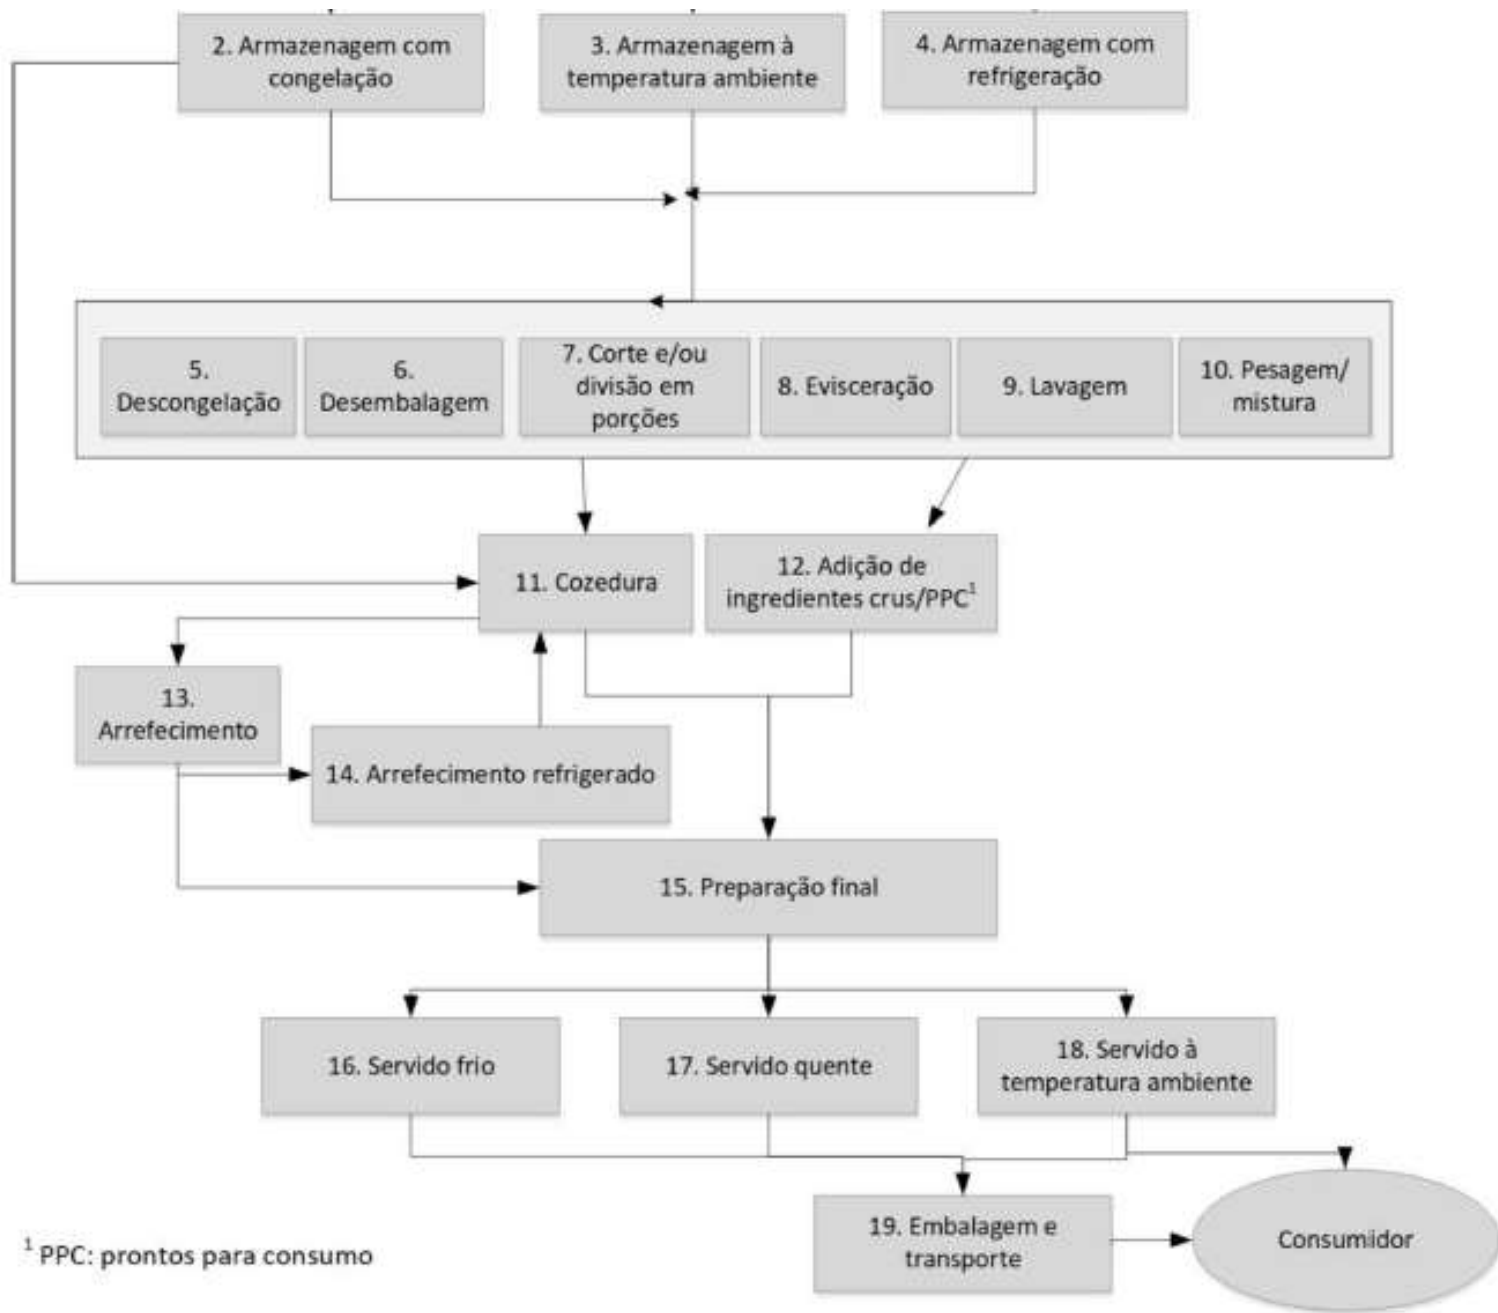 2. Armazenagem com
congelação
3. Armazenagem à
temperatura ambiente
4. Armazenagem com
refrigeração
5.
Descongelação
6.
Desembalagem
7. Corte e/ou
divisão em
porções
8. Evisceração
9. Lavagem
10. Pesagem/
mistura
11. Cozedura
12. Adição de
ingredientes crus/PPC¹
13.
Arrefecimento
14. Arrefecimento refrigerado
15. Preparação final
16. Servido frio
17. Servido quente
18. Servido à
temperatura ambiente
19. Embalagem e
transporte
Consumidor
¹ PPC: prontos para consumo